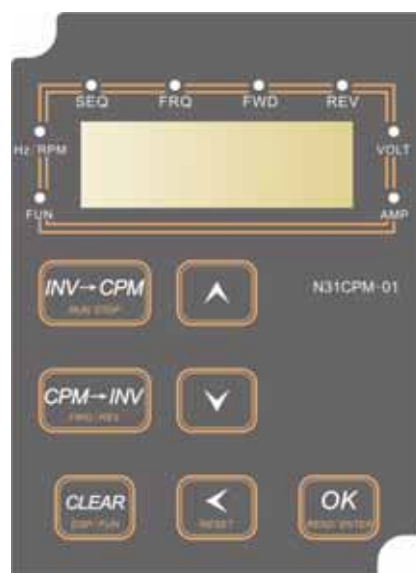 SEQ FRQ FWD REV
Hz/RPM VOLT
FUN AMP
INV→CPM
RUN/STOP
N31CPM-01
CPM→INV
FWD/REV
CLEAR
DSP/FUN
<
RESET
OK
READ/ENTER